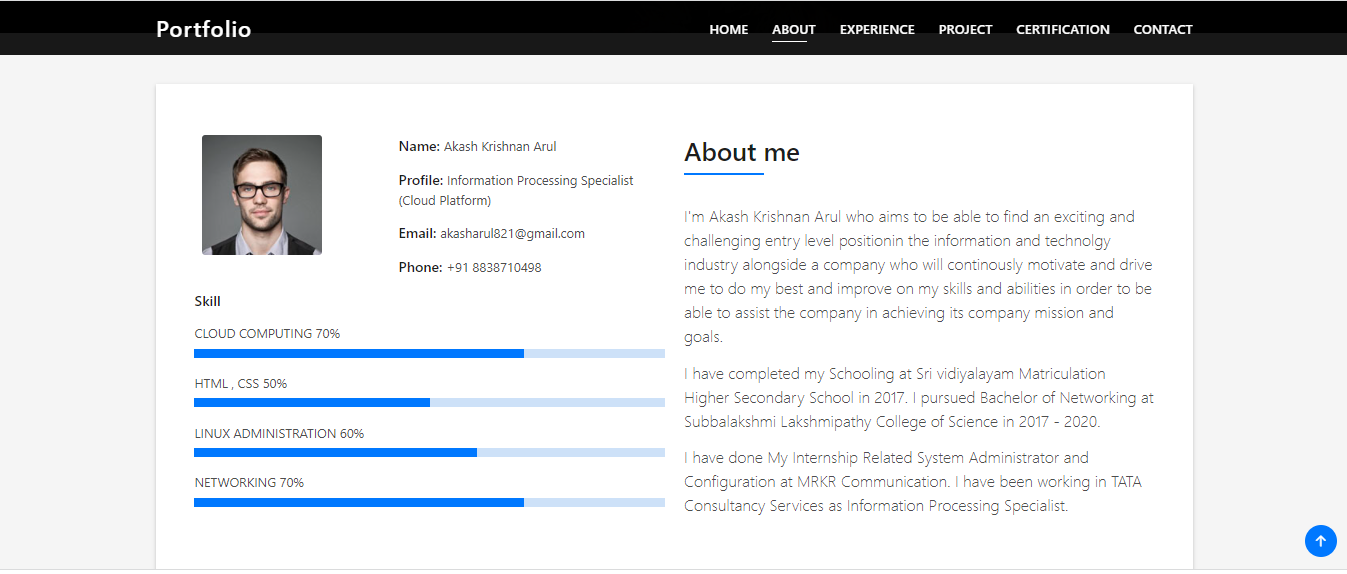 Portfolio
HOME ABOUT EXPERIENCE PROJECT CERTIFICATION CONTACT
Name: Akash Krishnan Arul
Profile: Information Processing Specialist
(Cloud Platform)
Email: akasharul821@gmail.com
Phone: +91 8838710498
Skill
CLOUD COMPUTING 70%
HTML , CSS 50%
LINUX ADMINISTRATION 60%
NETWORKING 70%
About me
I'm Akash Krishnan Arul who aims to be able to find an exciting and
challenging entry level positionin the information and technolgy
industry alongside a company who will continously motivate and drive
me to do my best and improve on my skills and abilities in order to be
able to assist the company in achieving its company mission and
goals.
I have completed my Schooling at Sri vidiyalayam Matriculation
Higher Secondary School in 2017. I pursued Bachelor of Networking at
Subbalakshmi Lakshmipathy College of Science in 2017 - 2020.
I have done My Internship Related System Administrator and
Configuration at MRKR Communication. I have been working in TATA
Consultancy Services as Information Processing Specialist.